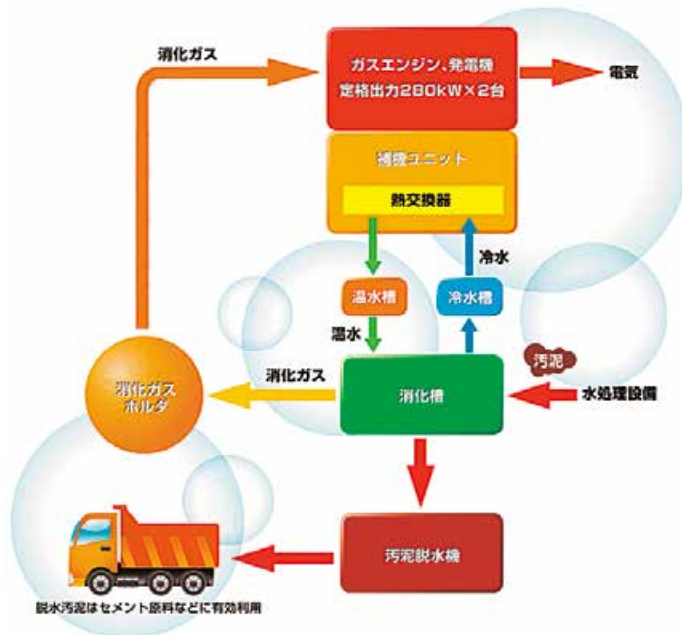 消化ガス
ガスエンジン、発電機
定格出力280kW×2台
電気
補機ユニット
熱交換器
冷水
温水槽
冷水槽
温水
消化ガス
消化ガス
ホルダ
消化槽
汚泥
水処理設備
汚泥脱水機
脱水汚泥はセメント原料などに有効利用